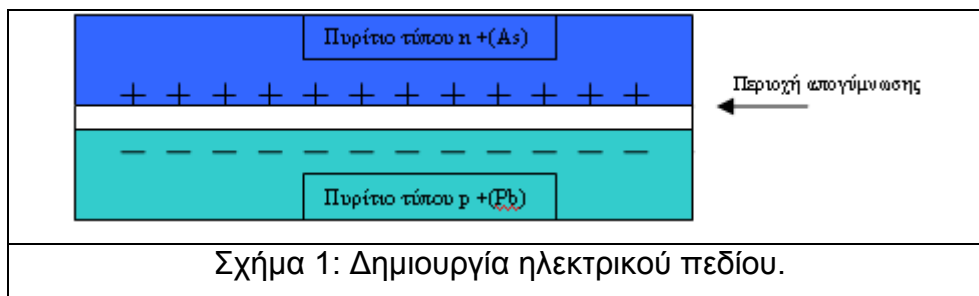 Πυρίτιο τύπου n +(As)
+ + + + + + + + + + + +
Περιοχή απογύμνωσης
— — — — — — — — — — — —
Πυρίτιο τύπου p +(Pb)
Σχήμα 1: Δημιουργία ηλεκτρικού πεδίου.